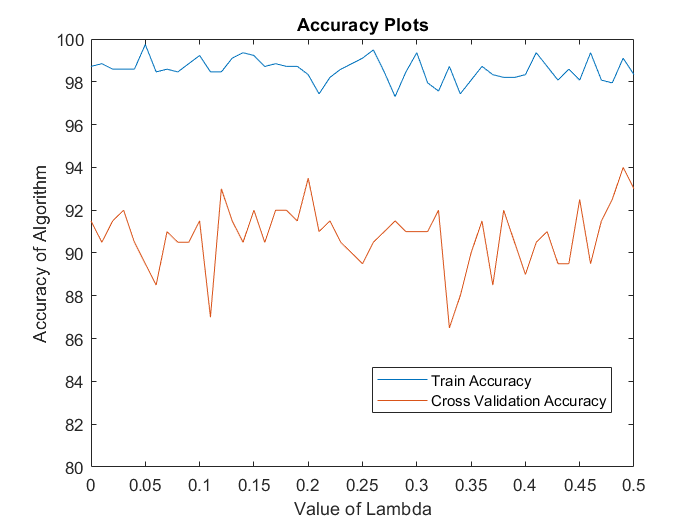 Accuracy Plots
100
98
96
94
92
90
88
86
84
82
80
Accuracy of Algorithm
Train Accuracy
Cross Validation Accuracy
0 0.05 0.1 0.15 0.2 0.25 0.3 0.35 0.4 0.45 0.5
Value of Lambda